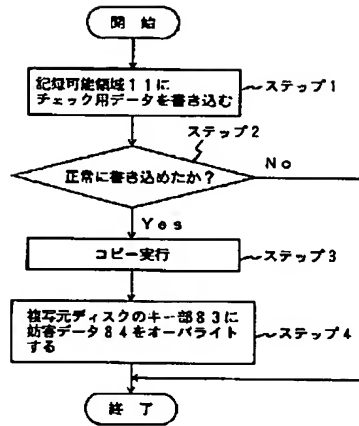 開 始
記録可能領域11に
チェック用データを書き込む
ステップ1
ステップ2
正常に書き込めたか?
No
Yes
コピー実行
ステップ3
複写元ディスクのキー部83に
妨害データ84をオーバライト
する
ステップ4
終 了